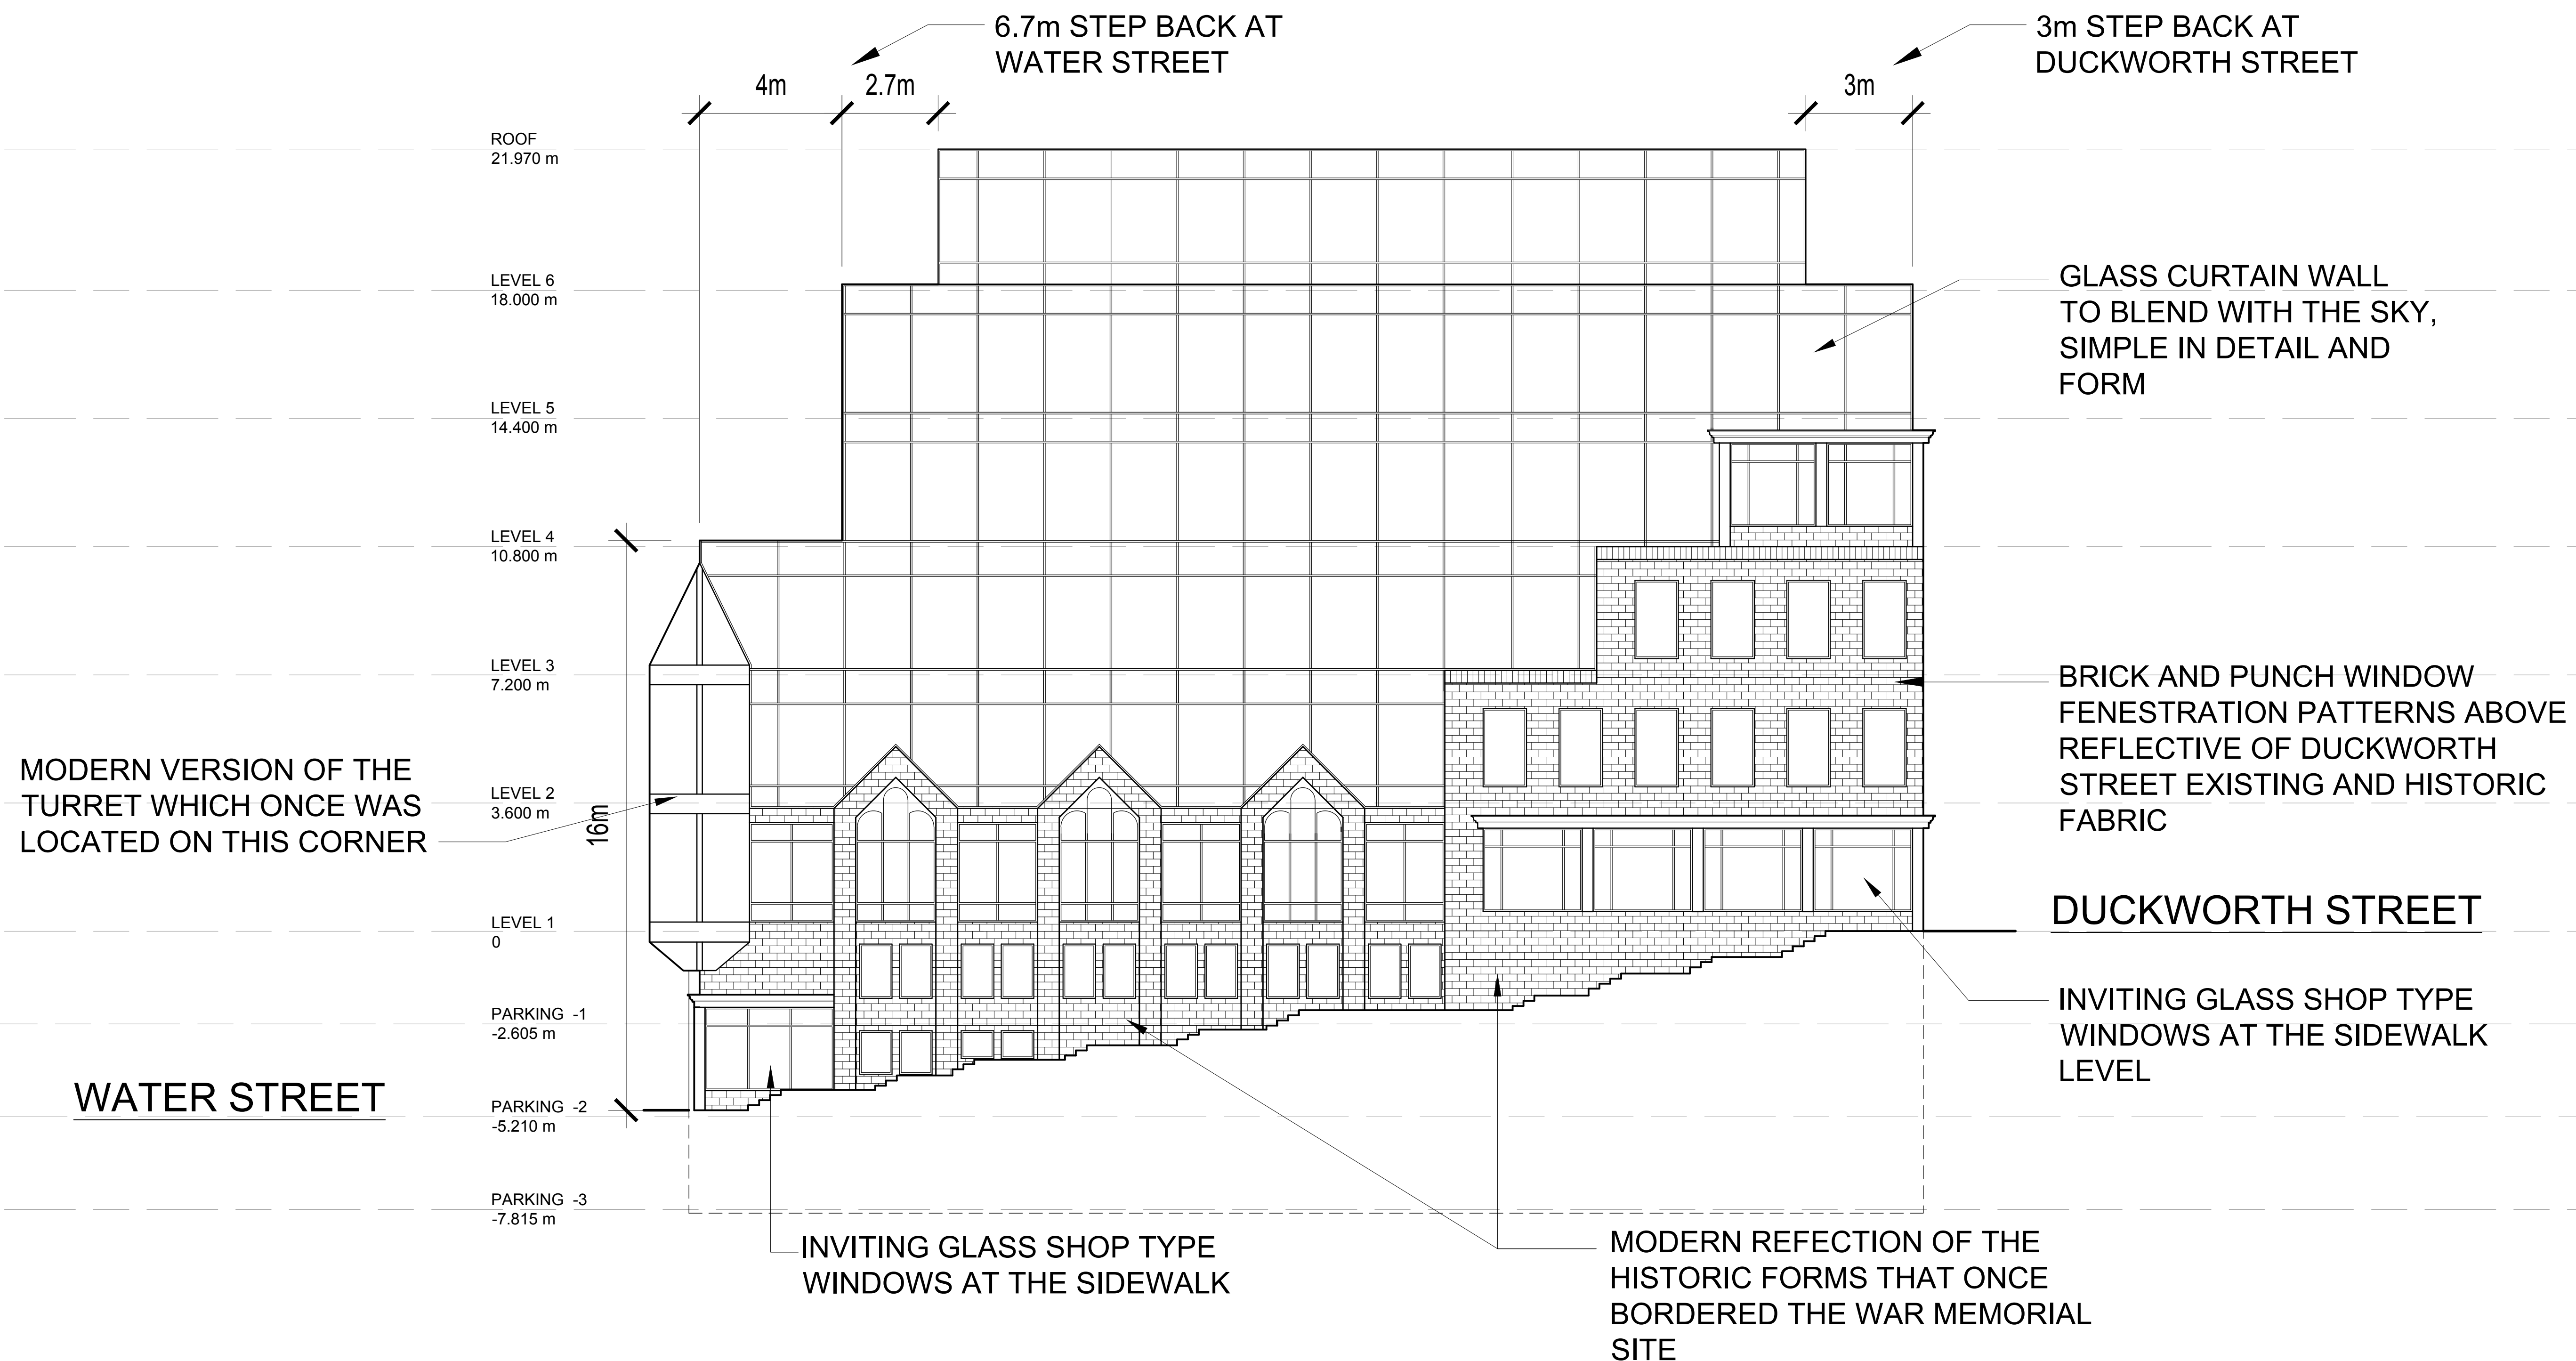 6.7m STEP BACK AT
WATER STREET
3m STEP BACK AT
DUCKWORTH STREET
4m
2.7m
3m
ROOF
21.970 m
LEVEL 6
18.000 m
GLASS CURTAIN WALL
TO BLEND WITH THE SKY,
SIMPLE IN DETAIL AND
FORM
LEVEL 5
14.400 m
LEVEL 4
10.800 m
LEVEL 3
7.200 m
BRICK AND PUNCH WINDOW
FENESTRATION PATTERNS ABOVE
REFLECTIVE OF DUCKWORTH
STREET EXISTING AND HISTORIC
FABRIC
MODERN VERSION OF THE
TURRET WHICH ONCE WAS
LOCATED ON THIS CORNER
LEVEL 2
3.600 m
16m
LEVEL 1
0
DUCKWORTH STREET
INVITING GLASS SHOP TYPE
WINDOWS AT THE SIDEWALK
LEVEL
PARKING -1
-2.605 m
WATER STREET
PARKING -2
-5.210 m
PARKING -3
-7.815 m
INVITING GLASS SHOP TYPE
WINDOWS AT THE SIDEWALK
MODERN REFECTION OF THE
HISTORIC FORMS THAT ONCE
BORDERED THE WAR MEMORIAL
SITE